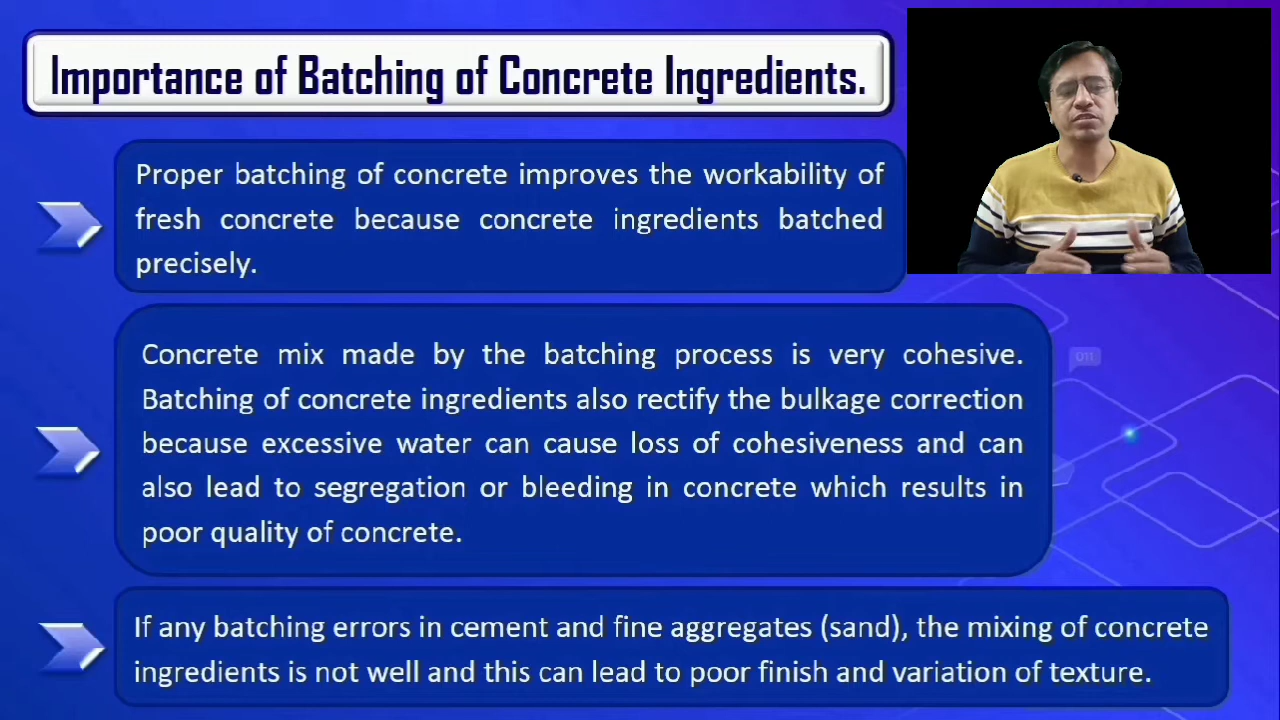 Importance of Batching of Concrete Ingredients.
Proper batching of concrete improves the workability of
fresh concrete because concrete ingredients batched
precisely.
Concrete mix made by the batching process is very cohesive.
Batching of concrete ingredients also rectify the bulkage correction
because excessive water can cause loss of cohesiveness and can
also lead to segregation or bleeding in concrete which results in
poor quality of concrete.
011
If any batching errors in cement and fine aggregates (sand), the mixing of concrete
ingredients is not well and this can lead to poor finish and variation of texture.